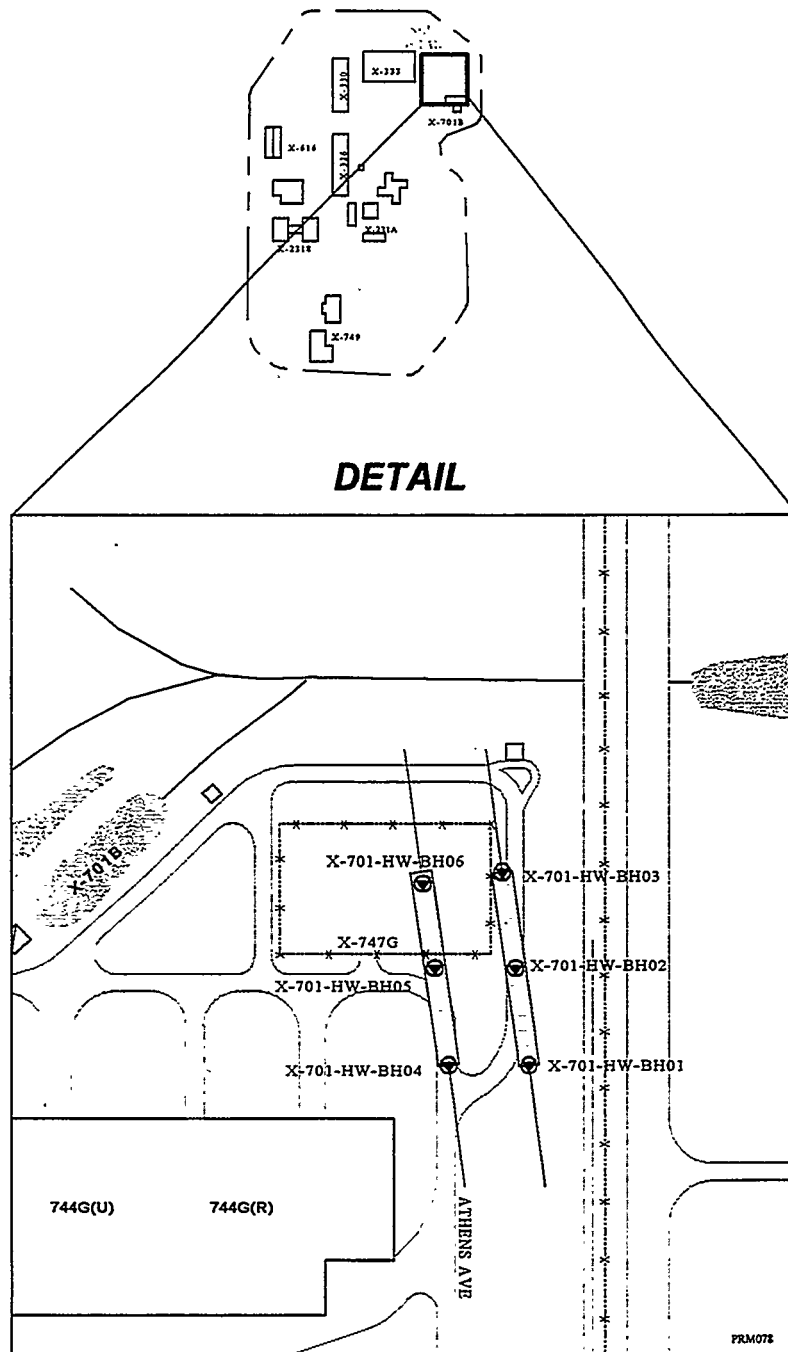 X-333
X-330
X-701B
X-616
X-326
X-231A
X-231B
X-749
DETAIL
X-701B
X-701-HW-BH06
X-701-HW-BH03
X-747G
X-701-HW-BH02
X-701-HW-BH05
X-701-HW-BH04
X-701-HW-BH01
744G(U)
744G(R)
ATHENS AVE
PRM078